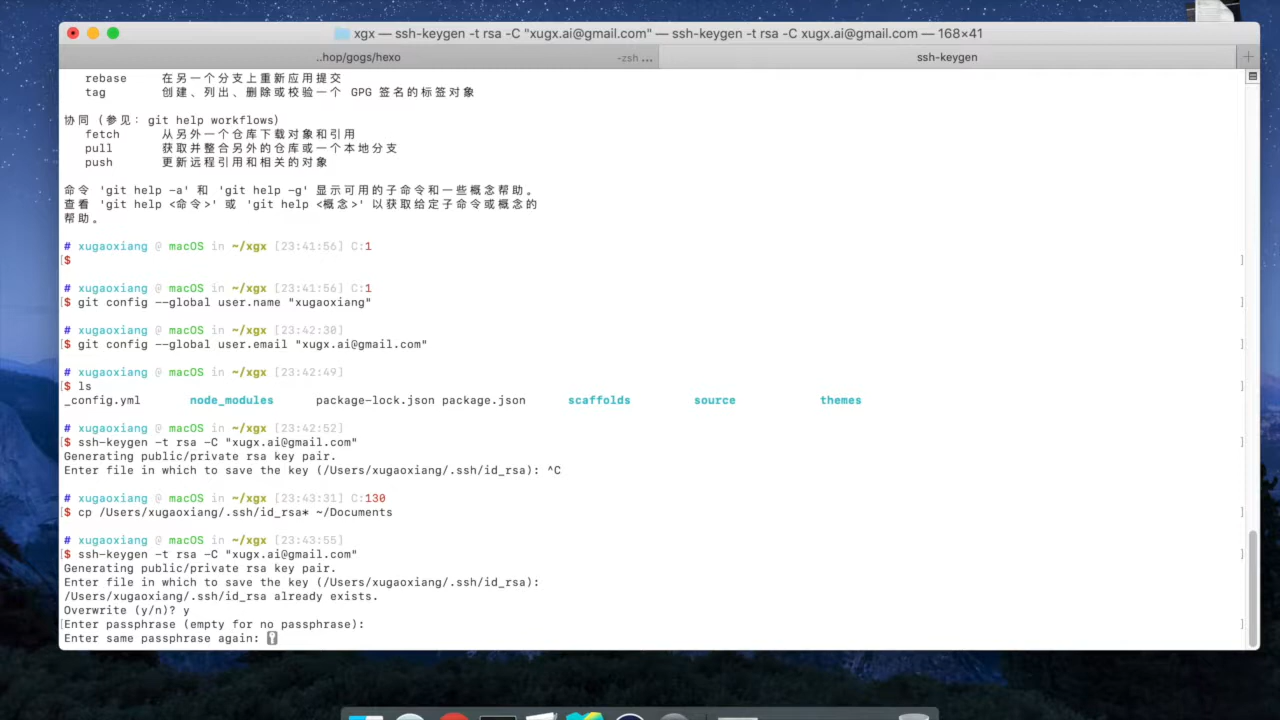 xgx — ssh-keygen -t rsa -C "xugx.ai@gmail.com" — ssh-keygen -t rsa -C xugx.ai@gmail.com — 168×41
..hop/gogs/hexo -zsh ... ssh-keygen +
rebase 在另一个分支上重新应用提交
tag 创建、列出、删除或校验一个 GPG 签名的标签对象
协同（参见：git help workflows）
fetch 从另外一个仓库下载对象和引用
pull 获取并整合另外的仓库或一个本地分支
push 更新远程引用和相关的对象
命令 'git help -a' 和 'git help -g' 显示可用的子命令和一些概念帮助。
查看 'git help <命令>' 或 'git help <概念>' 以获取给定子命令或概念的
帮助。
# xugaoxiang @ macOS in ~/xgx [23:41:56] C:1
[$ ]
# xugaoxiang @ macOS in ~/xgx [23:41:56] C:1
[$ git config --global user.name "xugaoxiang" ]
# xugaoxiang @ macOS in ~/xgx [23:42:30]
[$ git config --global user.email "xugx.ai@gmail.com" ]
# xugaoxiang @ macOS in ~/xgx [23:42:49]
[$ ls ]
_config.yml node_modules package-lock.json package.json scaffolds source themes
# xugaoxiang @ macOS in ~/xgx [23:42:52]
[$ ssh-keygen -t rsa -C "xugx.ai@gmail.com" ]
Generating public/private rsa key pair.
Enter file in which to save the key (/Users/xugaoxiang/.ssh/id_rsa): ^C
# xugaoxiang @ macOS in ~/xgx [23:43:31] C:130
[$ cp /Users/xugaoxiang/.ssh/id_rsa* ~/Documents ]
# xugaoxiang @ macOS in ~/xgx [23:43:55]
[$ ssh-keygen -t rsa -C "xugx.ai@gmail.com" ]
Generating public/private rsa key pair.
Enter file in which to save the key (/Users/xugaoxiang/.ssh/id_rsa):
/Users/xugaoxiang/.ssh/id_rsa already exists.
Overwrite (y/n)? y
[Enter passphrase (empty for no passphrase): ]
Enter same passphrase again: